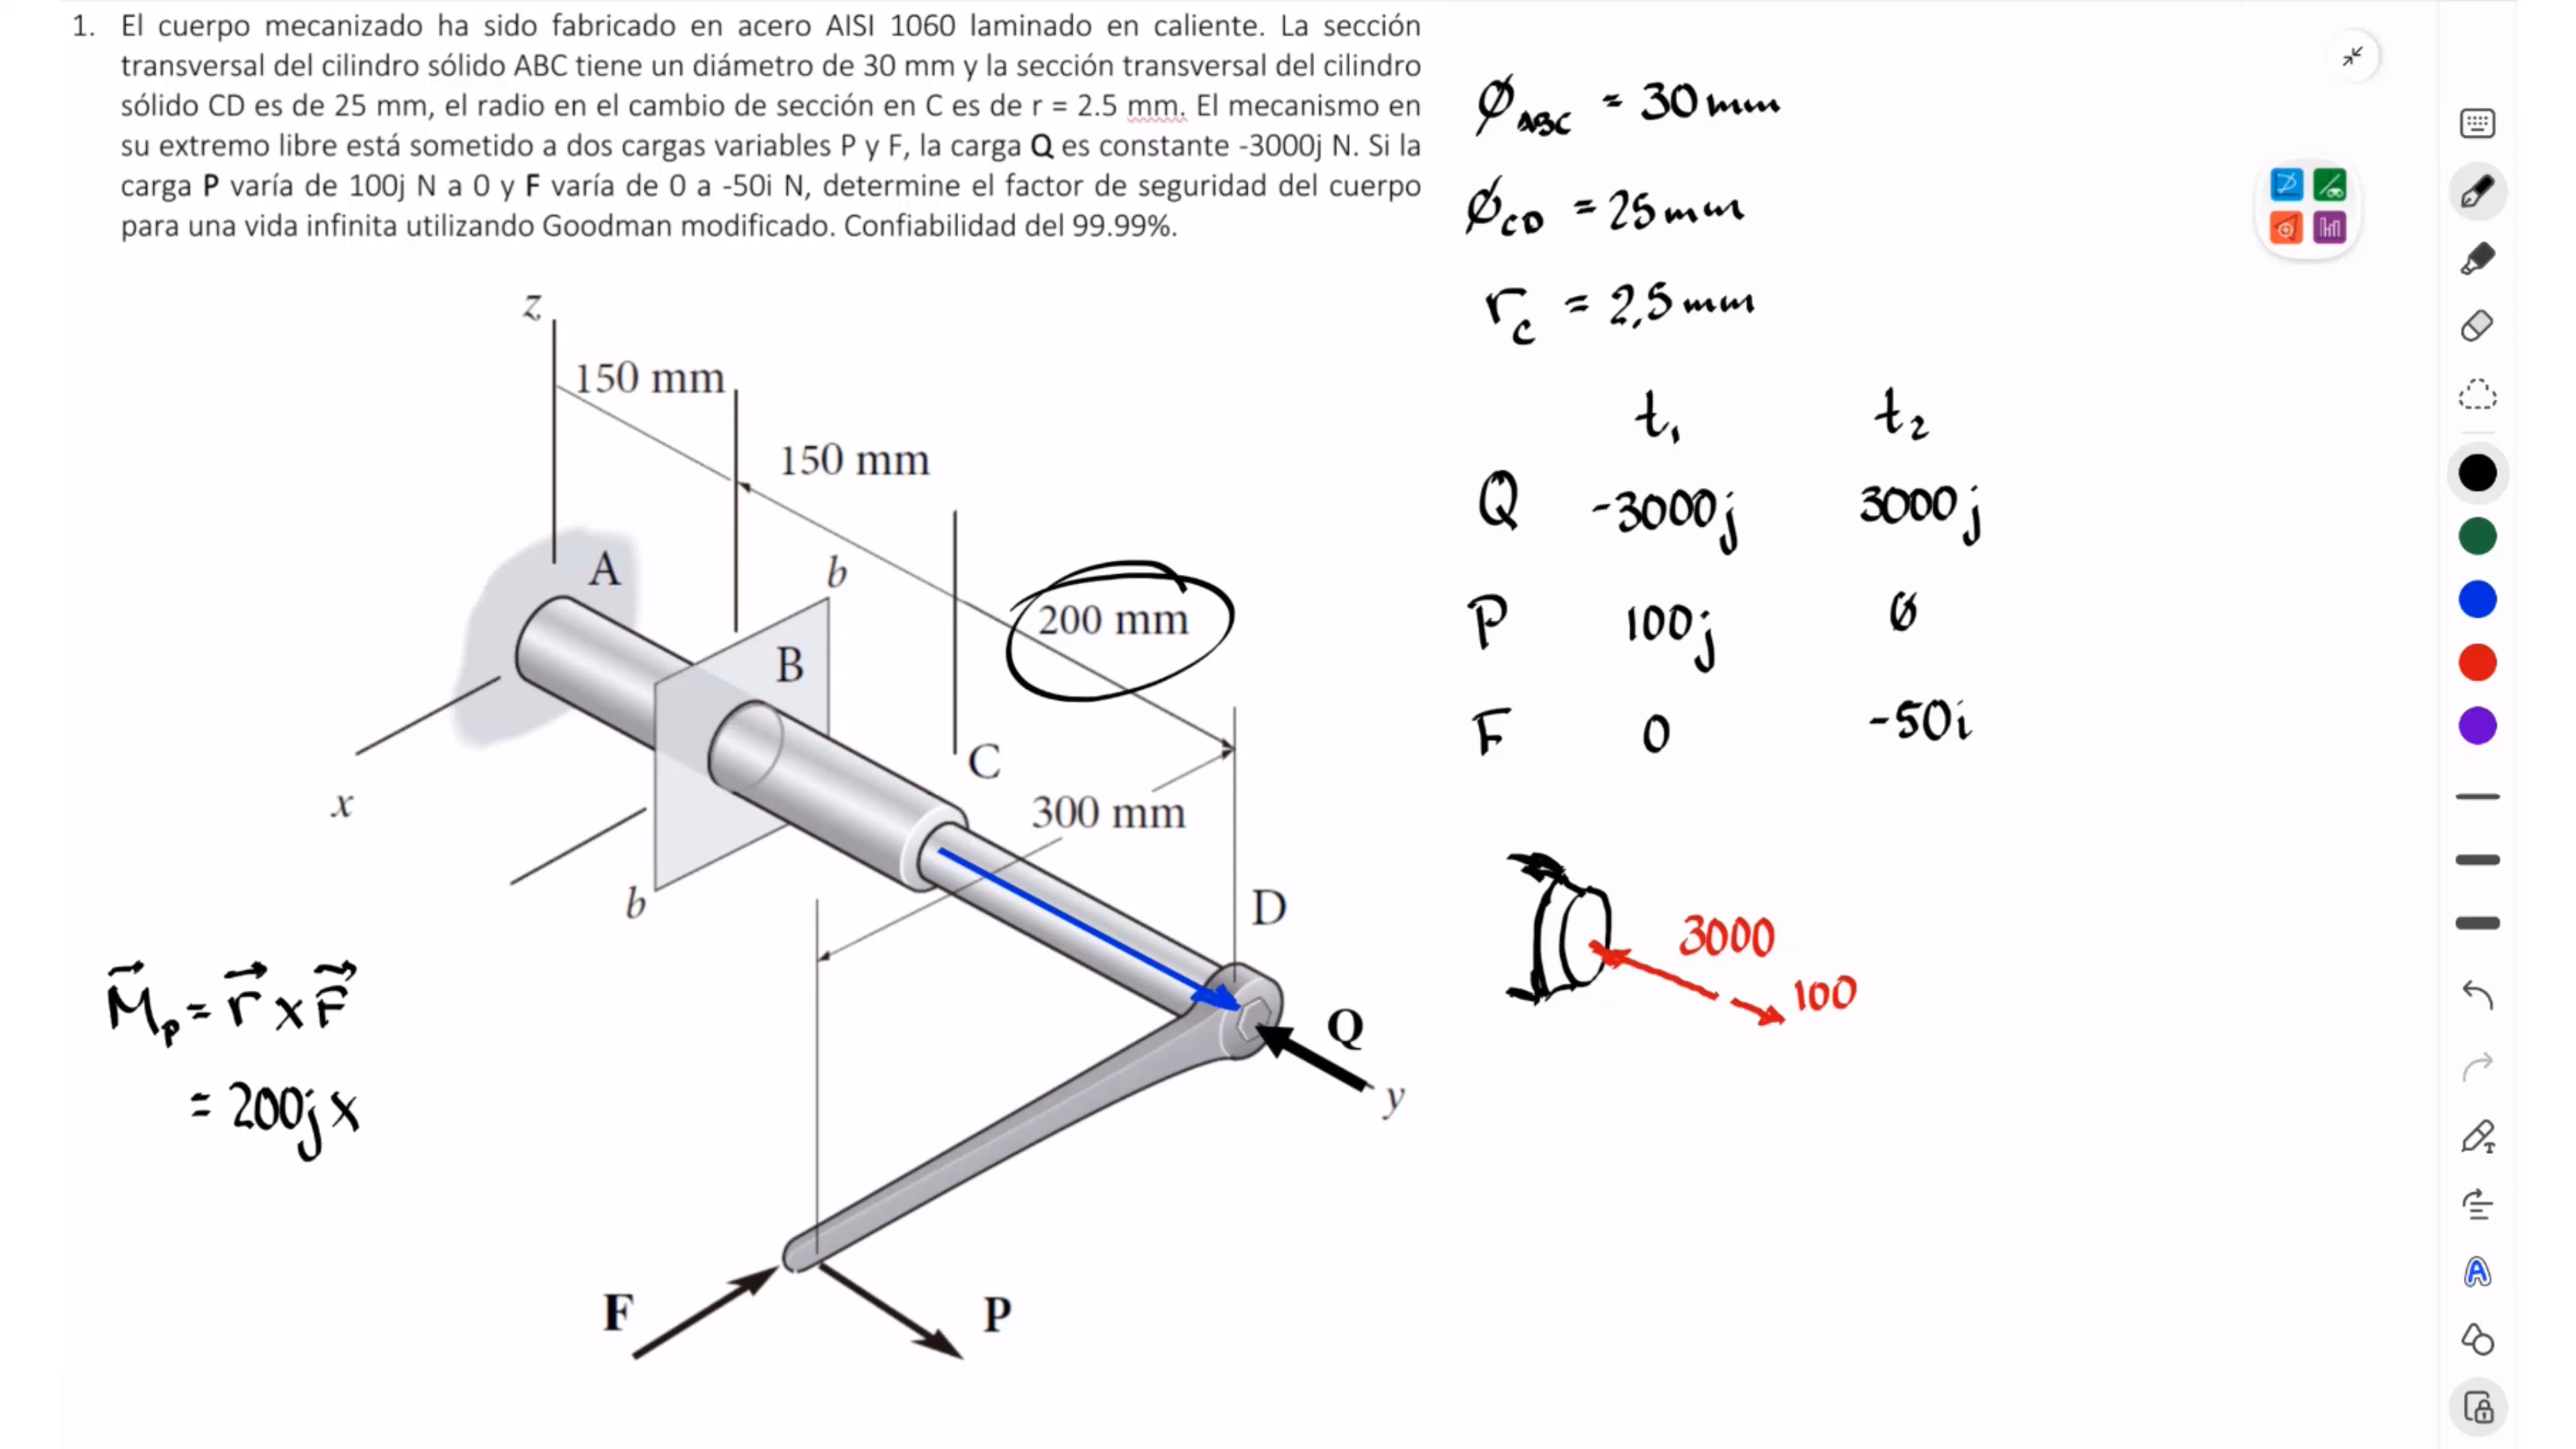 1. El cuerpo mecanizado ha sido fabricado en acero AISI 1060 laminado en caliente. La sección
transversal del cilindro sólido ABC tiene un diámetro de 30 mm y la sección transversal del cilindro
sólido CD es de 25 mm, el radio en el cambio de sección en C es de r = 2.5 mm. El mecanismo en
su extremo libre está sometido a dos cargas variables P y F, la carga Q es constante -3000j N. Si la
carga P varía de 100j N a 0 y F varía de 0 a -50i N, determine el factor de seguridad del cuerpo
para una vida infinita utilizando Goodman modificado. Confiabilidad del 99.99%.
z
150 mm
150 mm
200 mm
A
b
B
C
x
300 mm
b
D
Q
y
F
P
M⃗p = r⃗ x F⃗
= 200j x
Ø ABC = 30 mm
Ø CD = 25 mm
r C = 2,5 mm
t₁ t₂
Q -3000j 3000j
P 100j 0
F 0 -50i
3000
100
A